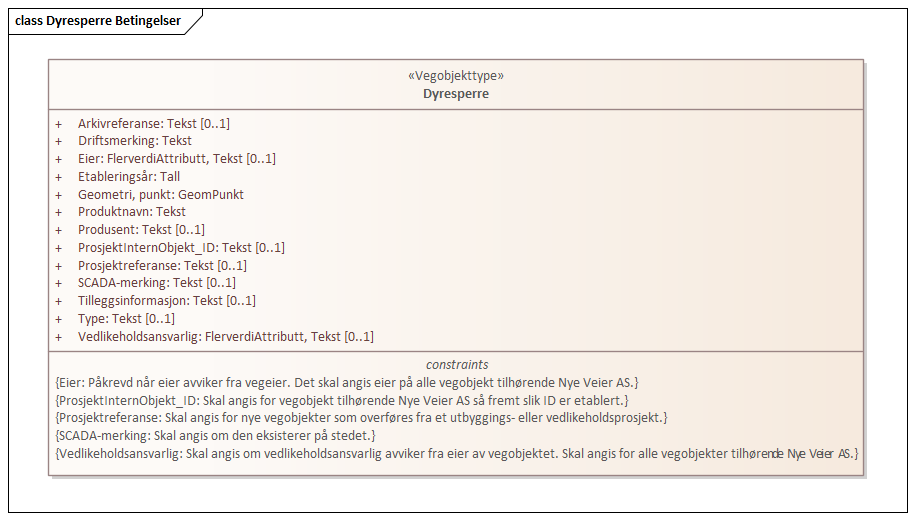 class Dyresperre Betingelser
«Vegobjekttype»
Dyresperre
+ Arkivreferanse: Tekst [0..1]
+ Driftsmerking: Tekst
+ Eier: FlerverdiAttributt, Tekst [0..1]
+ Etableringsår: Tall
+ Geometri, punkt: GeomPunkt
+ Produktnavn: Tekst
+ Produsent: Tekst [0..1]
+ ProsjektInternObjekt_ID: Tekst [0..1]
+ Prosjektreferanse: Tekst [0..1]
+ SCADA-merking: Tekst [0..1]
+ Tilleggsinformasjon: Tekst [0..1]
+ Type: Tekst [0..1]
+ Vedlikeholdsansvarlig: FlerverdiAttributt, Tekst [0..1]
constraints
{Eier: Påkrevd når eier avviker fra vegeier. Det skal angis eier på alle vegobjekt tilhørende Nye Veier AS.}
{ProsjektInternObjekt_ID: Skal angis for vegobjekt tilhørende Nye Veier AS så fremt slik ID er etablert.}
{Prosjektreferanse: Skal angis for nye vegobjekter som overføres fra et utbyggings- eller vedlikeholdsprosjekt.}
{SCADA-merking: Skal angis om den eksisterer på stedet.}
{Vedlikeholdsansvarlig: Skal angis om vedlikeholdsansvarlig avviker fra eier av vegobjektet. Skal angis for alle vegobjekter tilhørende Nye Veier AS.}